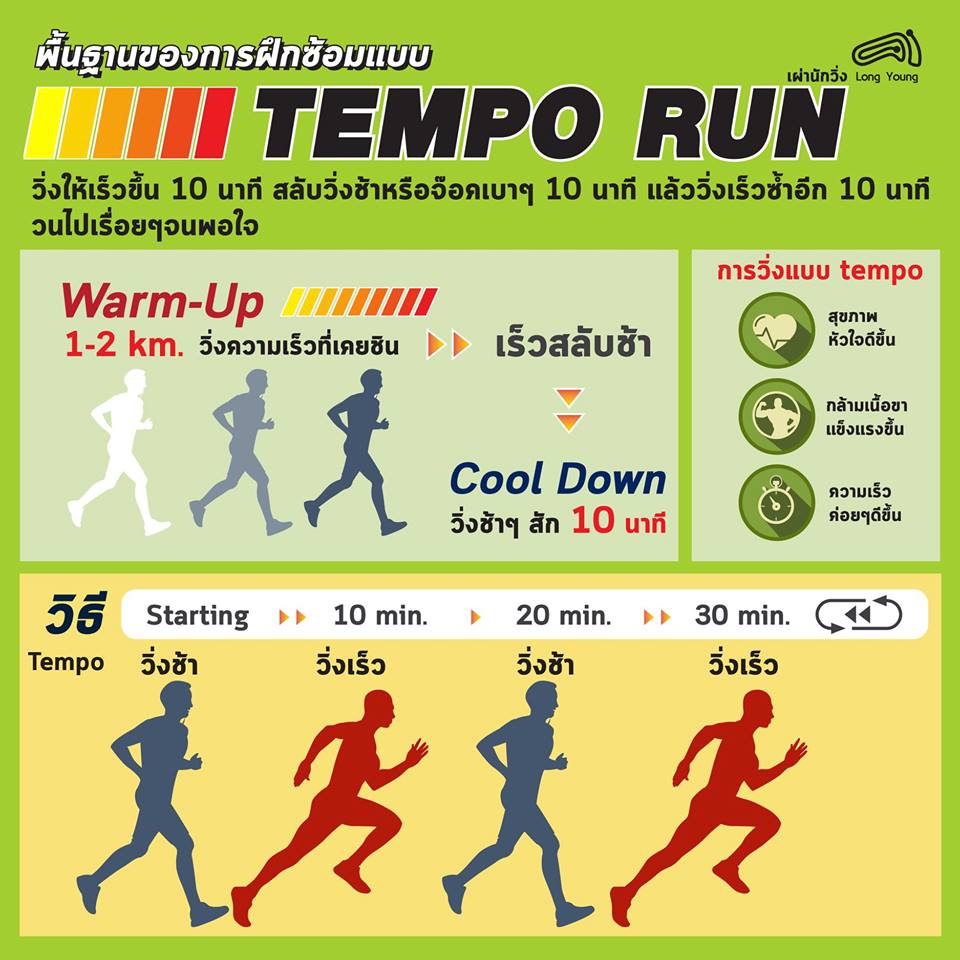 พื้นฐานของการฝึกซ้อมแบบ
เผ่านักวิ่ง Long Young
TEMPO RUN
วิ่งให้เร็วขึ้น 10 นาที สลับวิ่งช้าหรือจ๊อคเบาๆ 10 นาที แล้ววิ่งเร็วซ้ำอีก 10 นาที
วนไปเรื่อยๆจนพอใจ
Warm-Up
1-2 km. วิ่งความเร็วที่เคยชิน
เร็วสลับช้า
Cool Down
วิ่งช้าๆ สัก 10 นาที
การวิ่งแบบ tempo
สุขภาพ
หัวใจดีขึ้น
กล้ามเนื้อขา
แข็งแรงขึ้น
ความเร็ว
ค่อยๆดีขึ้น
วิธี Starting 10 min. 20 min. 30 min.
Tempo วิ่งช้า วิ่งเร็ว วิ่งช้า วิ่งเร็ว